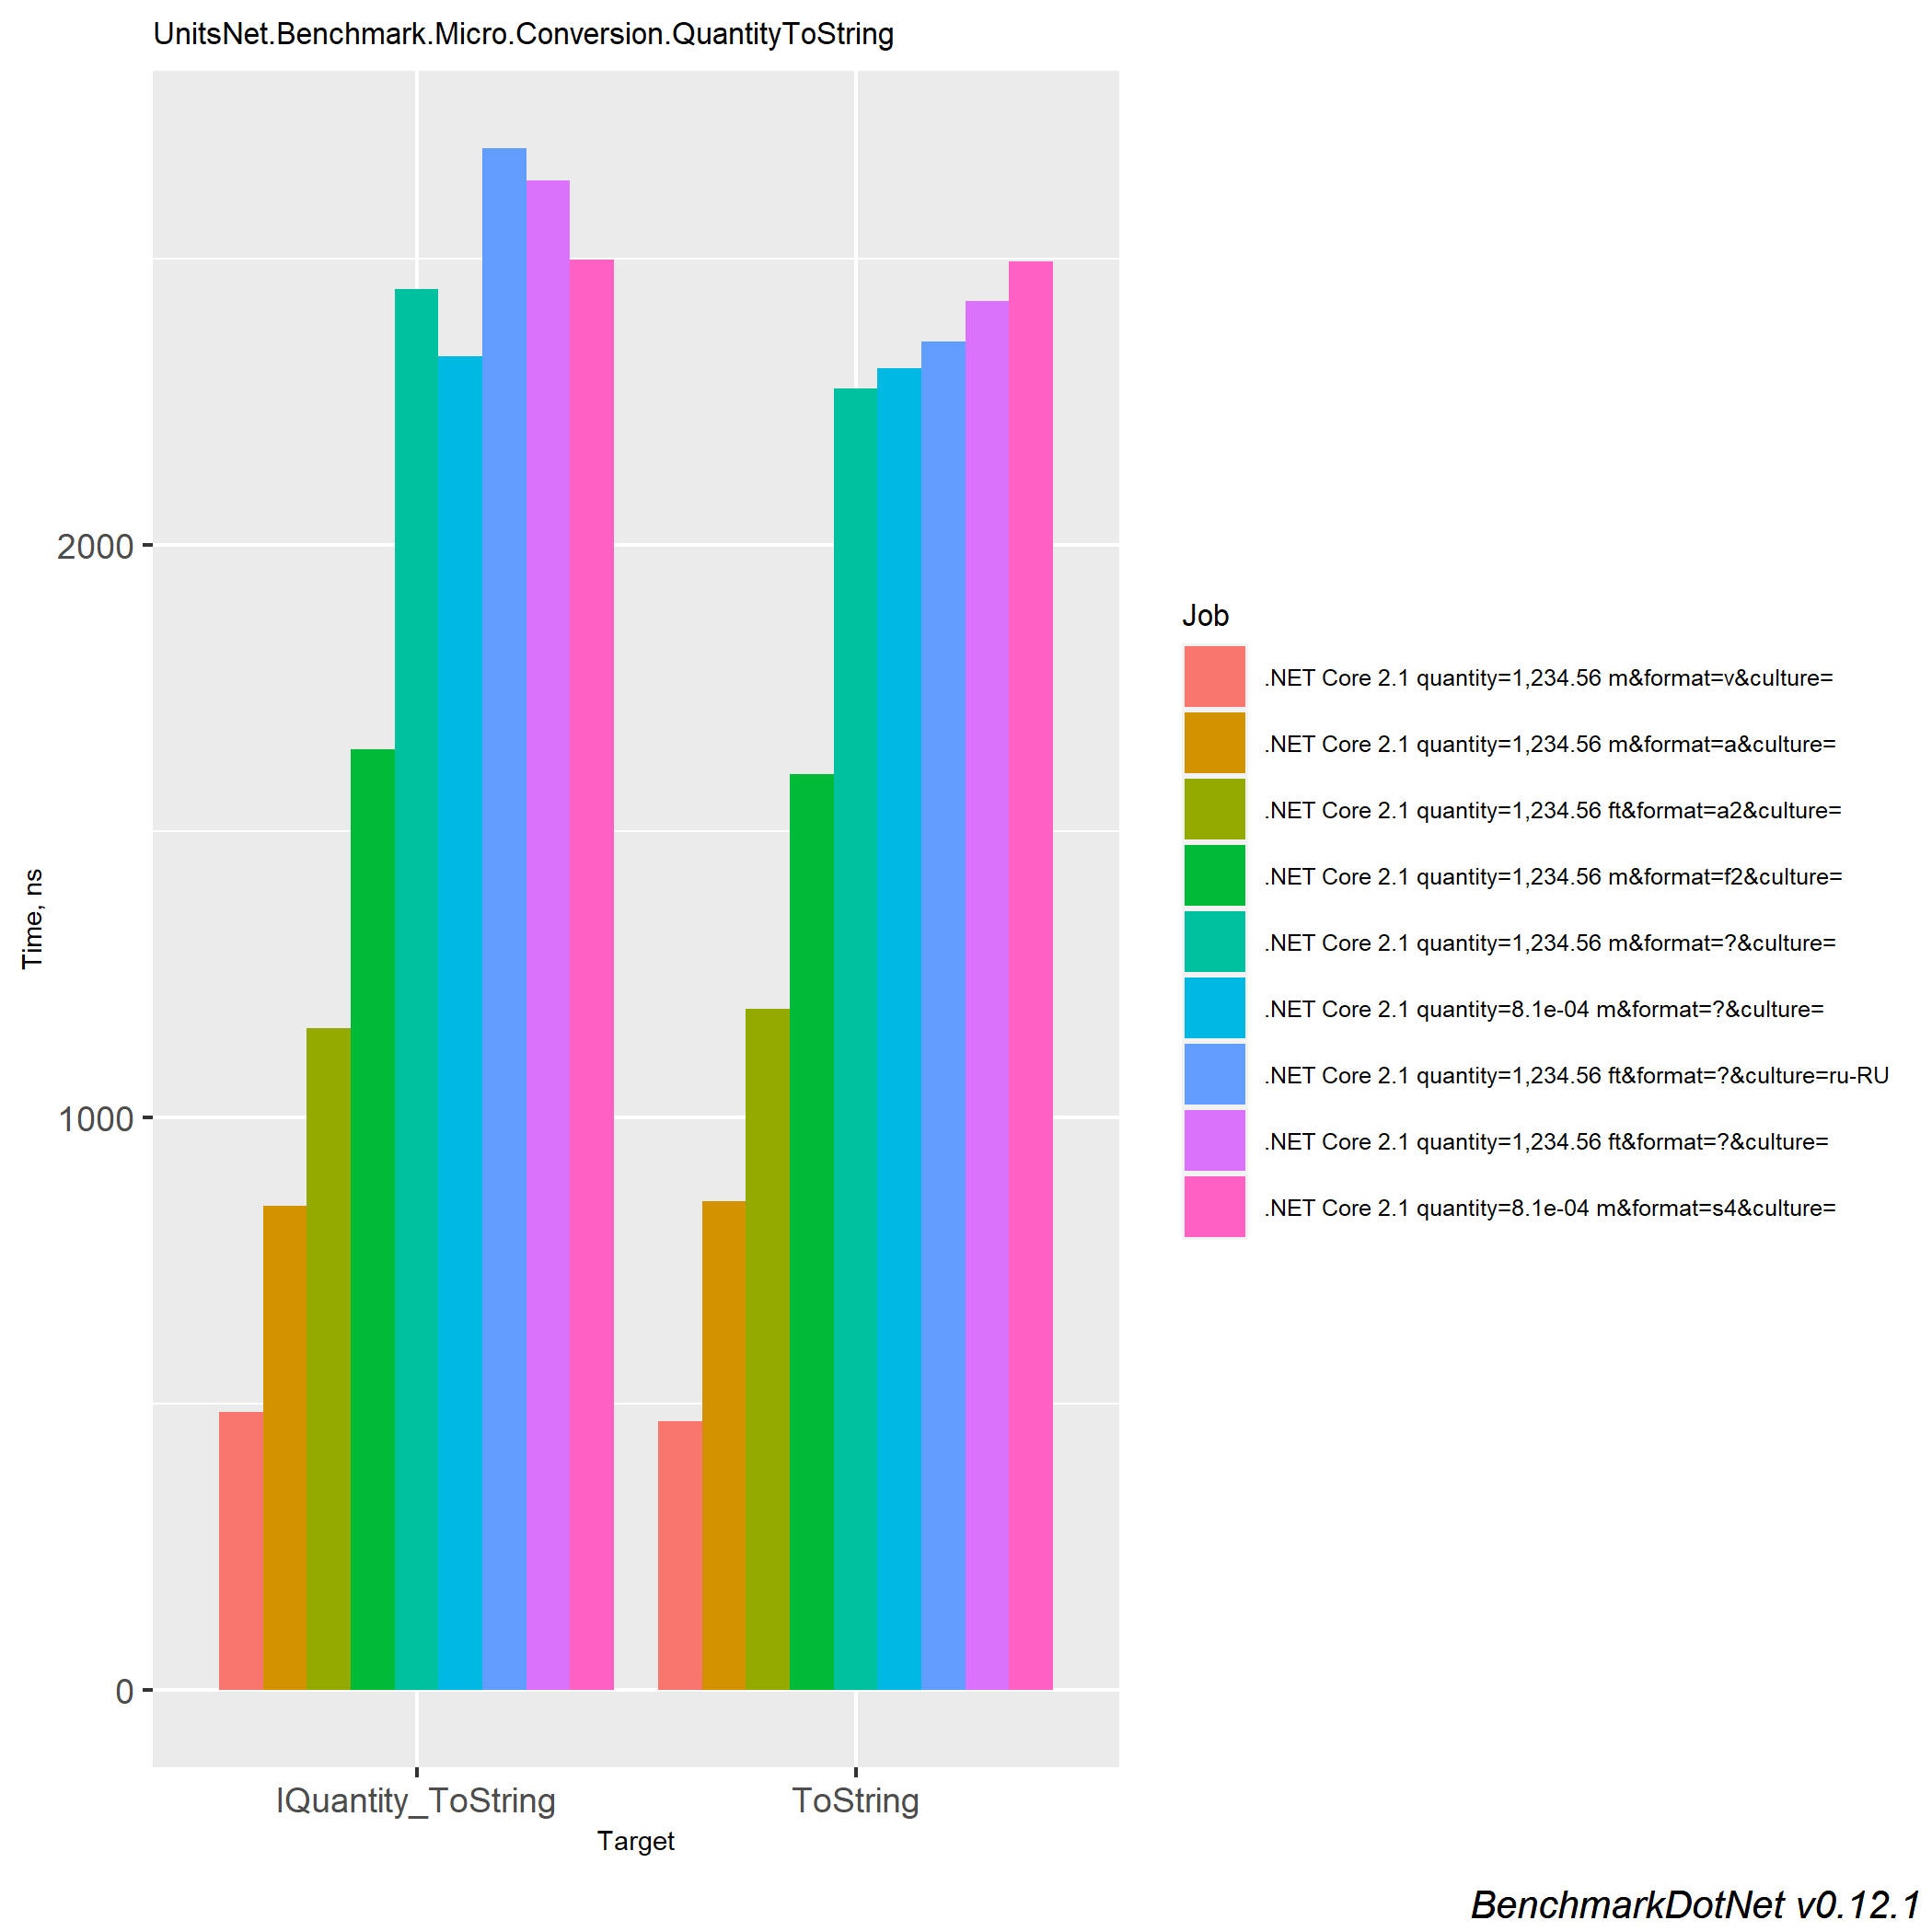 UnitsNet.Benchmark.Micro.Conversion.QuantityToString
2000
1000
0
Time, ns
IQuantity_ToString
ToString
Target
Job
.NET Core 2.1 quantity=1,234.56 m&format=v&culture=
.NET Core 2.1 quantity=1,234.56 m&format=a&culture=
.NET Core 2.1 quantity=1,234.56 ft&format=a2&culture=
.NET Core 2.1 quantity=1,234.56 m&format=f2&culture=
.NET Core 2.1 quantity=1,234.56 m&format=?&culture=
.NET Core 2.1 quantity=8.1e-04 m&format=?&culture=
.NET Core 2.1 quantity=1,234.56 ft&format=?&culture=ru-RU
.NET Core 2.1 quantity=1,234.56 ft&format=?&culture=
.NET Core 2.1 quantity=8.1e-04 m&format=s4&culture=
BenchmarkDotNet v0.12.1